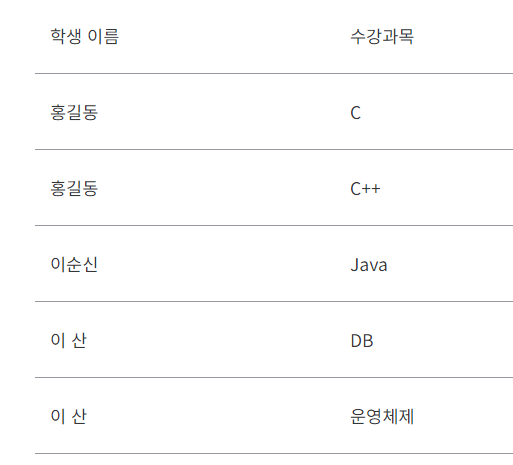 학생 이름 수강과목
홍길동 C
홍길동 C++
이순신 Java
이 산 DB
이 산 운영체제